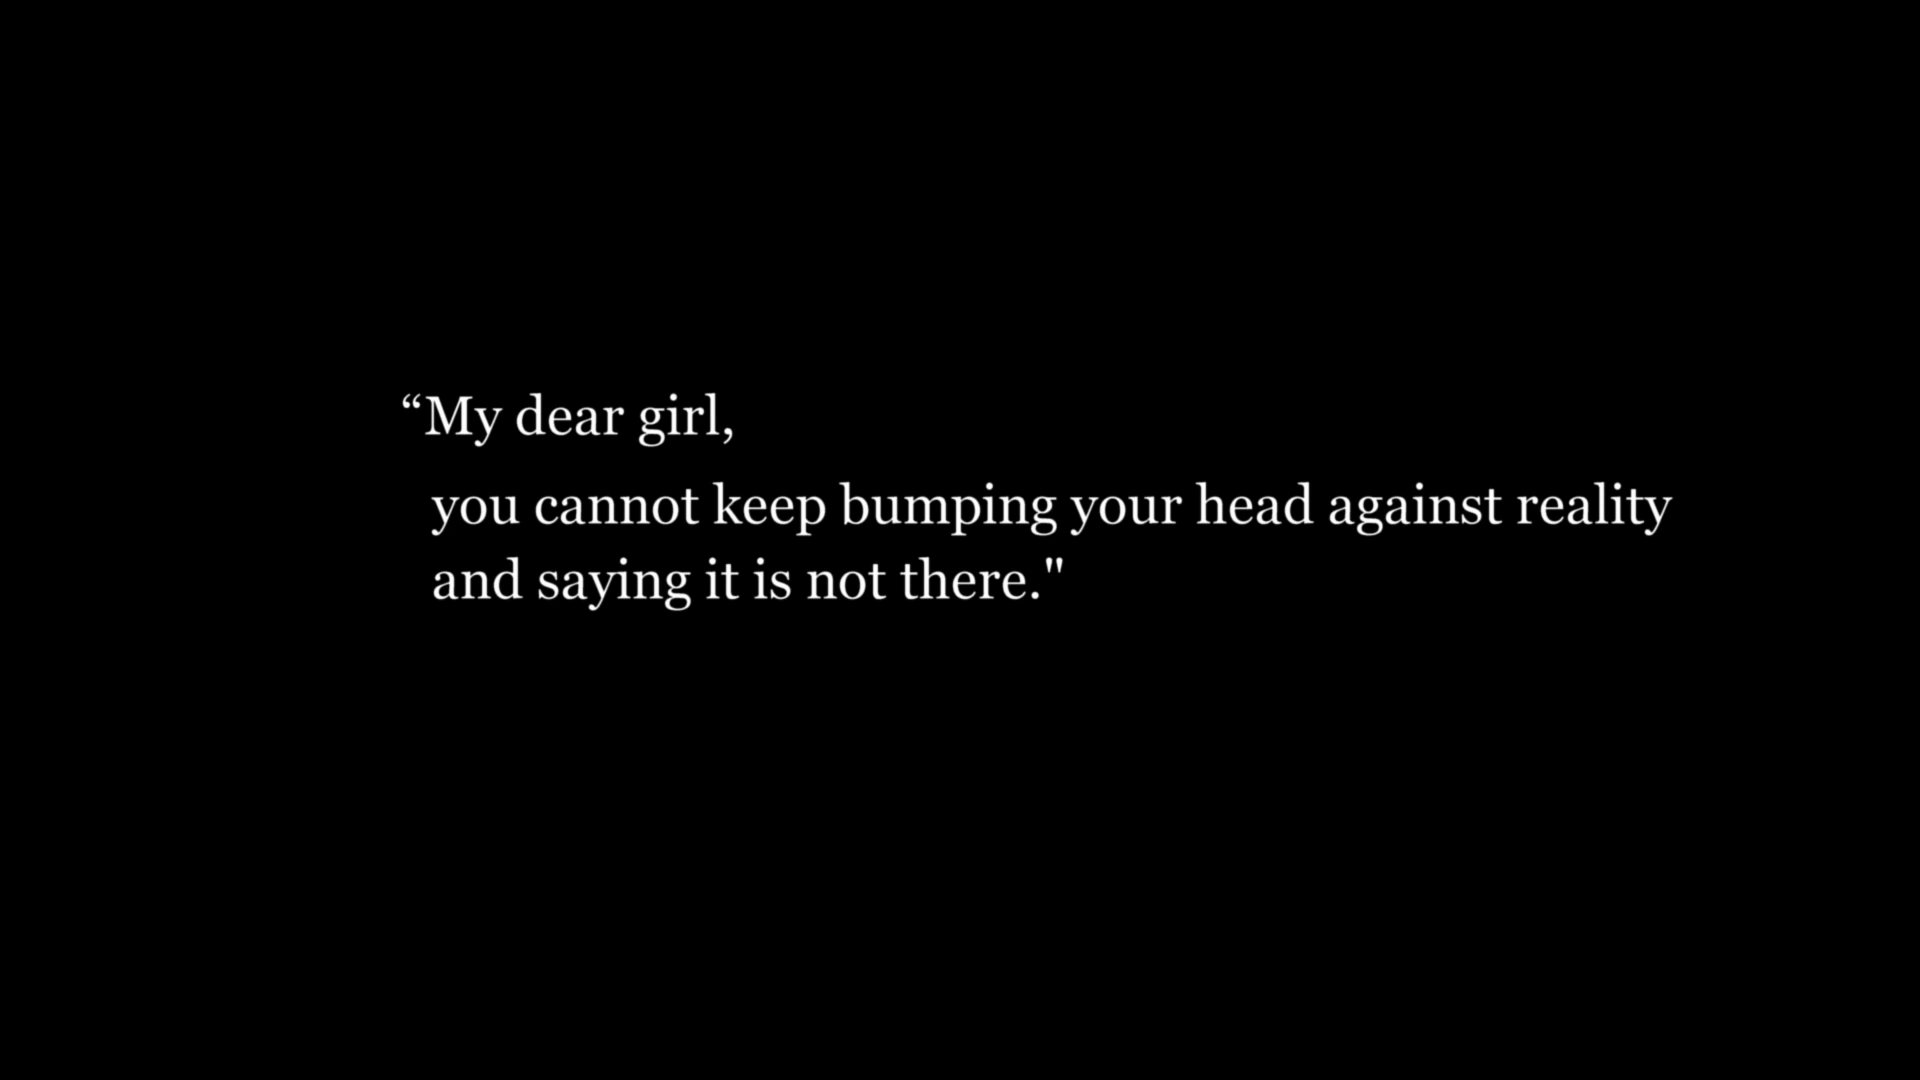 “My dear girl,
you cannot keep bumping your head against reality
and saying it is not there."